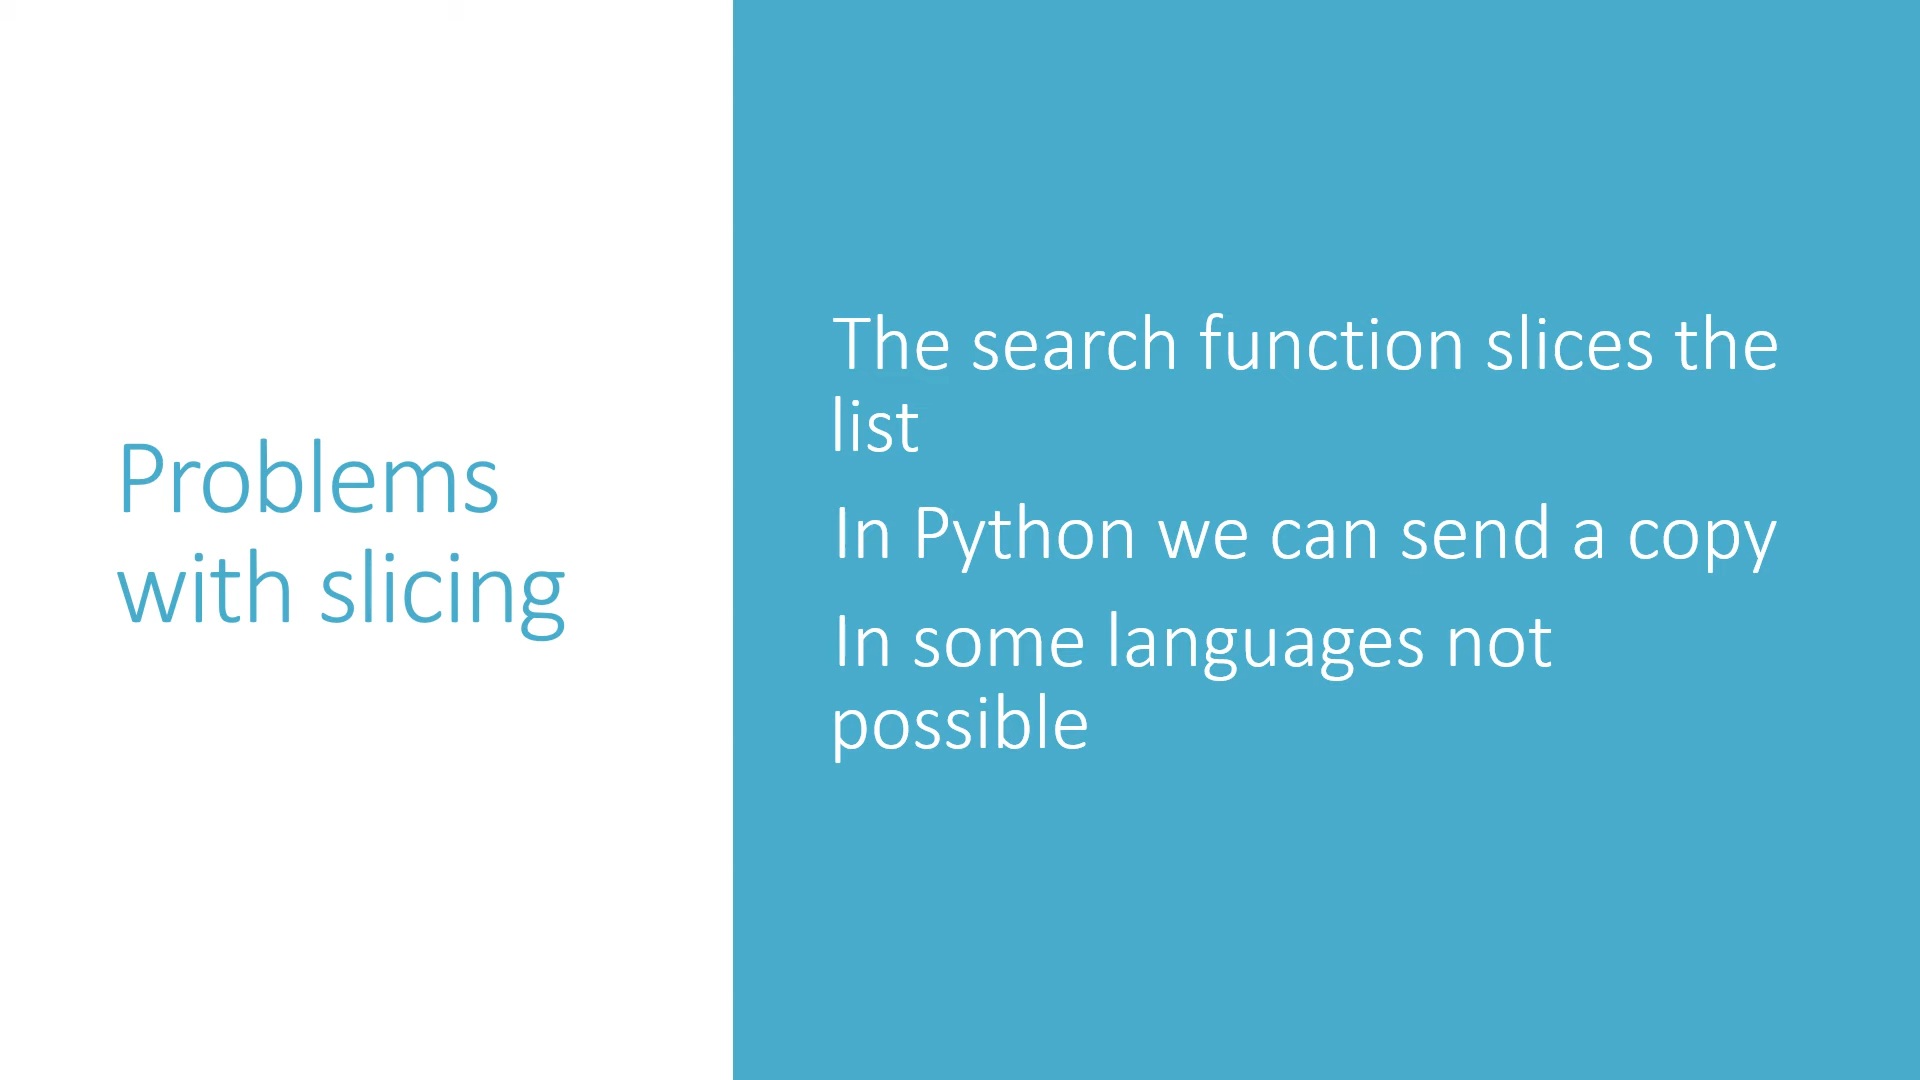 Problems
with slicing
The search function slices the
list
In Python we can send a copy
In some languages not
possible